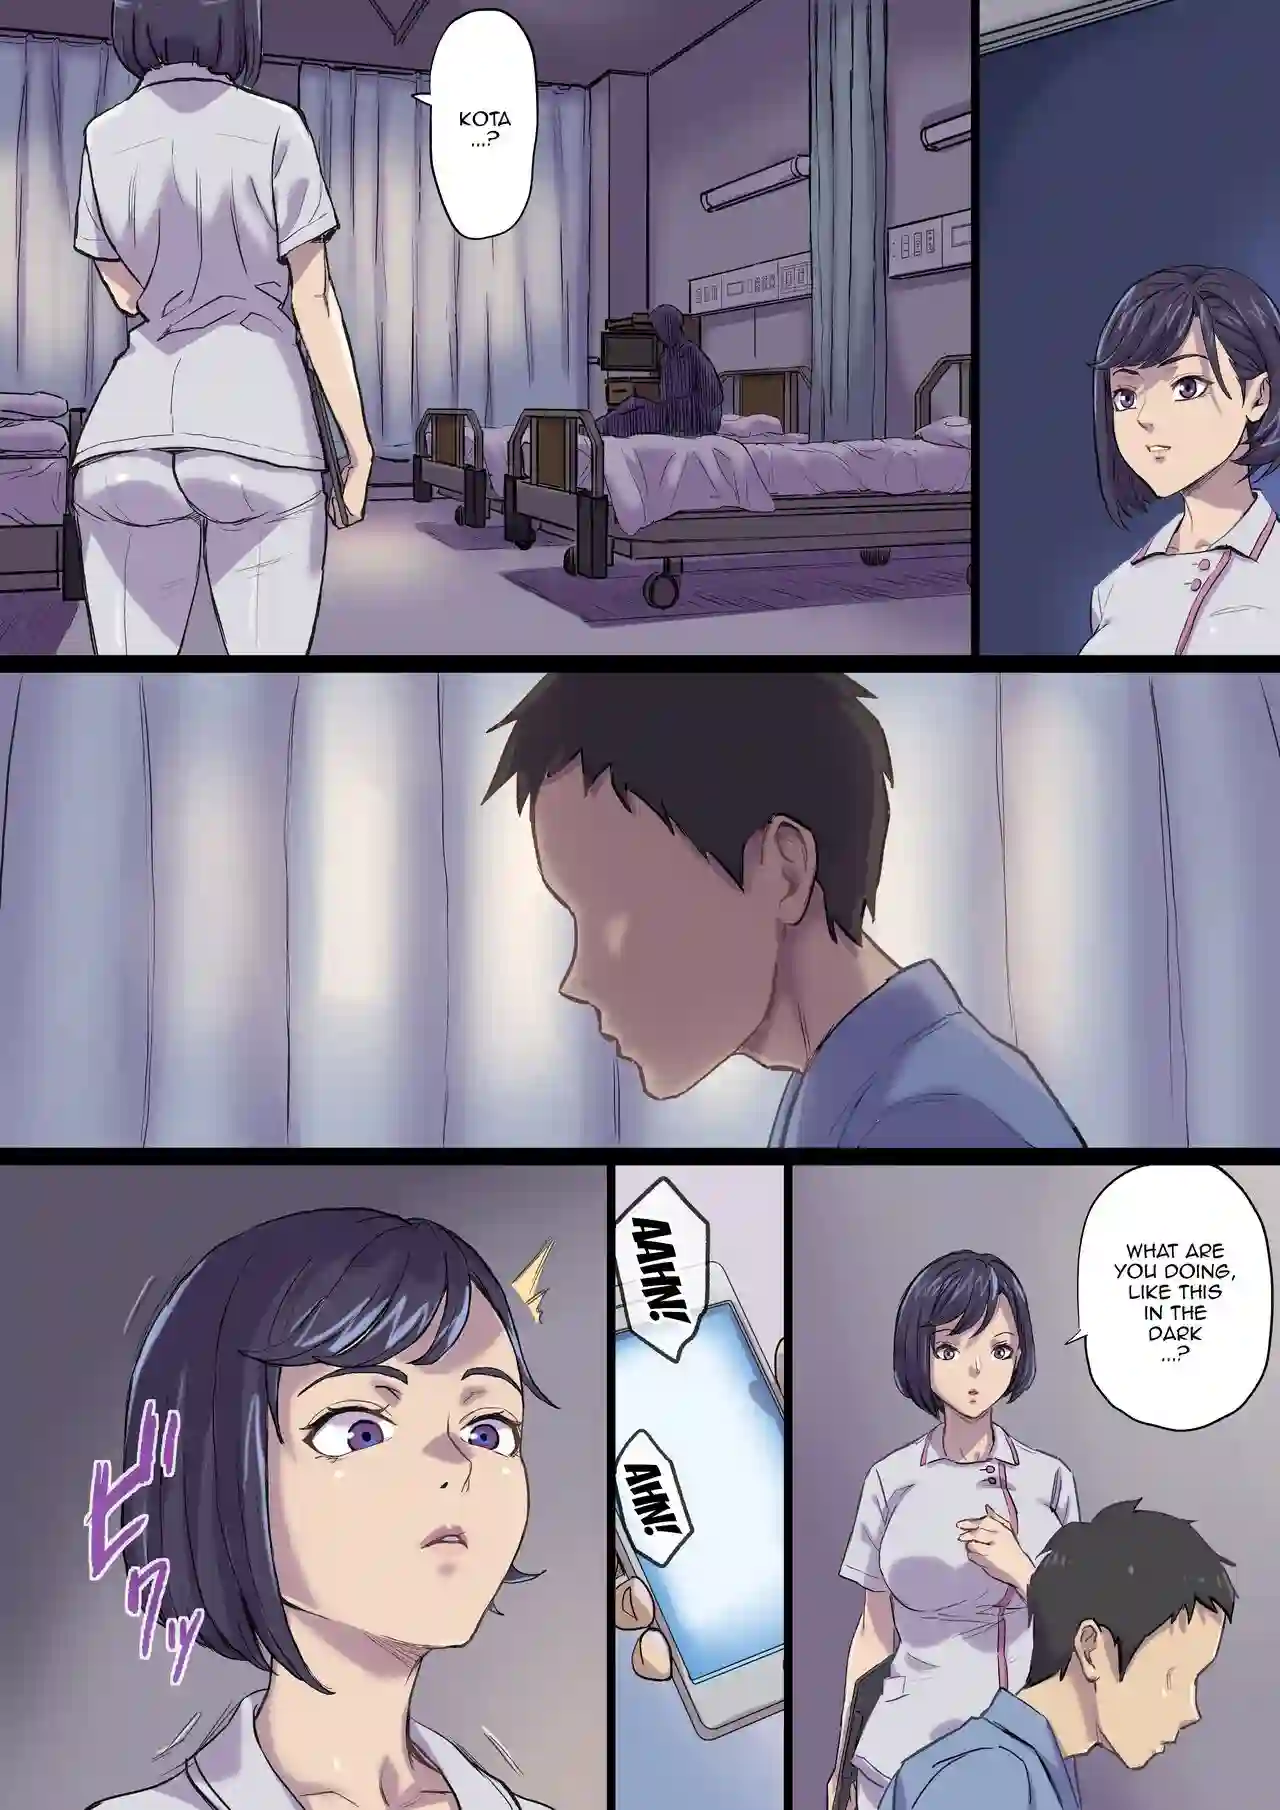 KOTA
...?
WHAT ARE
YOU DOING,
LIKE THIS
IN THE
DARK
...?
AAHN!
AHN!
ビクッ